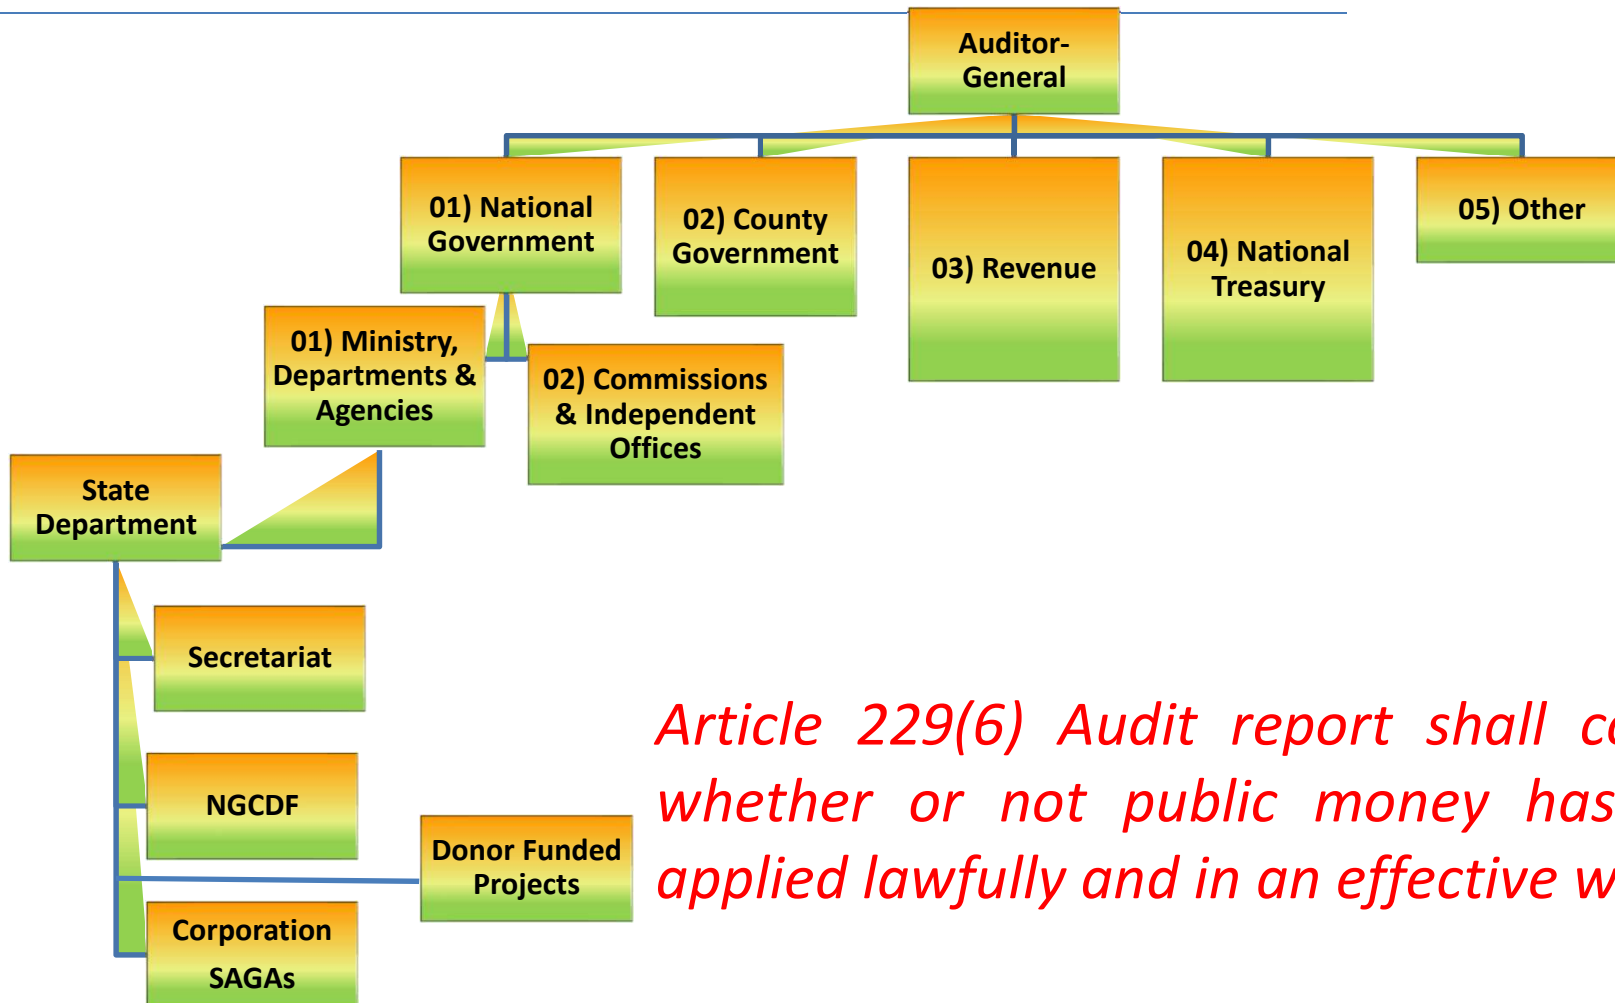 Auditor-
General
01) National
Government
02) County
Government
03) Revenue
04) National
Treasury
05) Other
01) Ministry,
Departments &
Agencies
02) Commissions
& Independent
Offices
State
Department
Secretariat
NGCDF
Donor Funded
Projects
Corporation
SAGAs
Article 229(6) Audit report shall
whether or not public money has
applied lawfully and in an effective